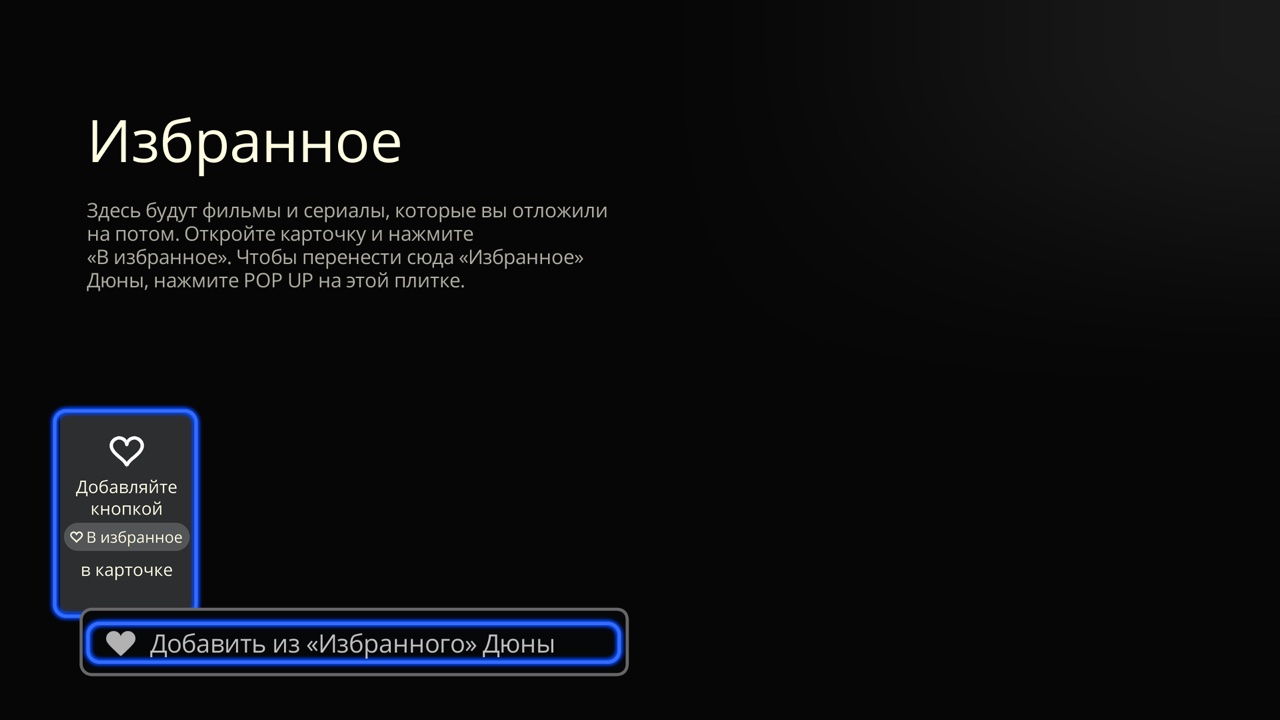 Избранное
Здесь будут фильмы и сериалы, которые вы отложили
на потом. Откройте карточку и нажмите
«В избранное». Чтобы перенести сюда «Избранное»
Дюны, нажмите POP UP на этой плитке.
Добавляйте
кнопкой
В избранное
в карточке
Добавить из «Избранного» Дюны